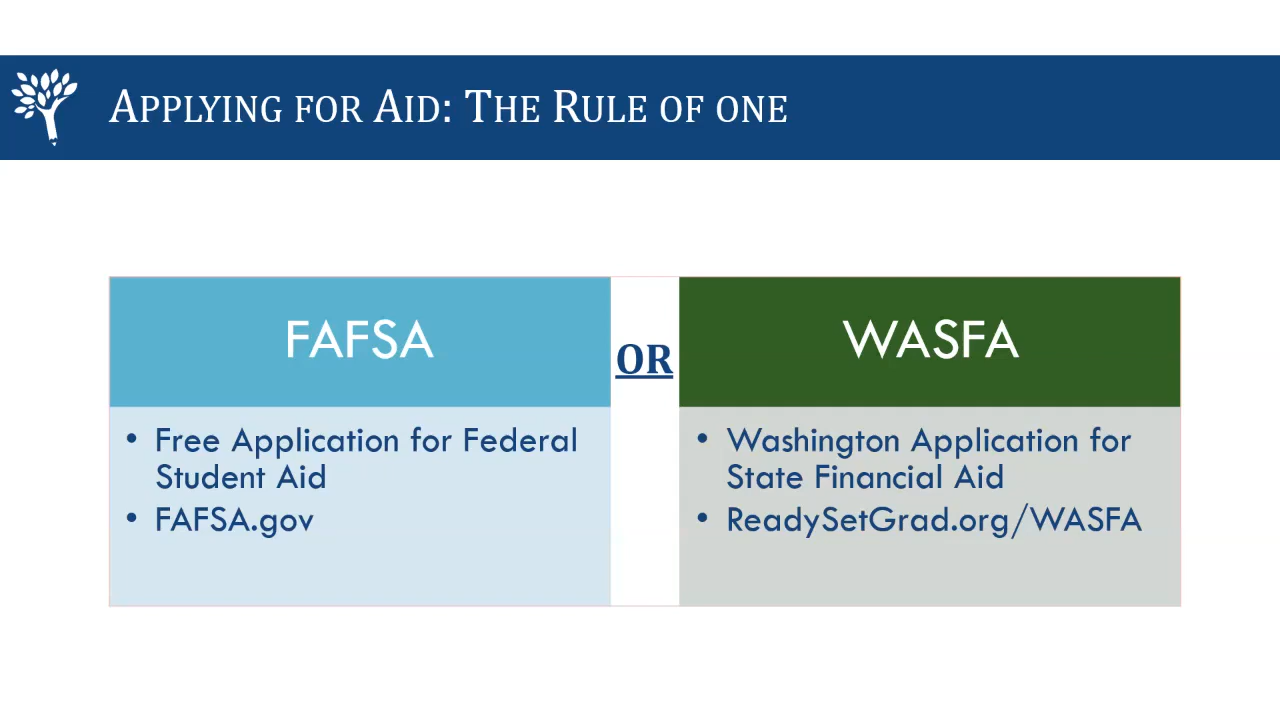 APPLYING FOR AID: THE RULE OF ONE
FAFSA
OR
WASFA
• Free Application for Federal
Student Aid
• FAFSA.gov
• Washington Application for
State Financial Aid
• ReadySetGrad.org/WASFA